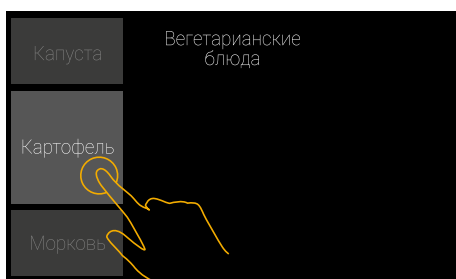 Капуста
Вегетарианские
блюда
Картофель
Морковь